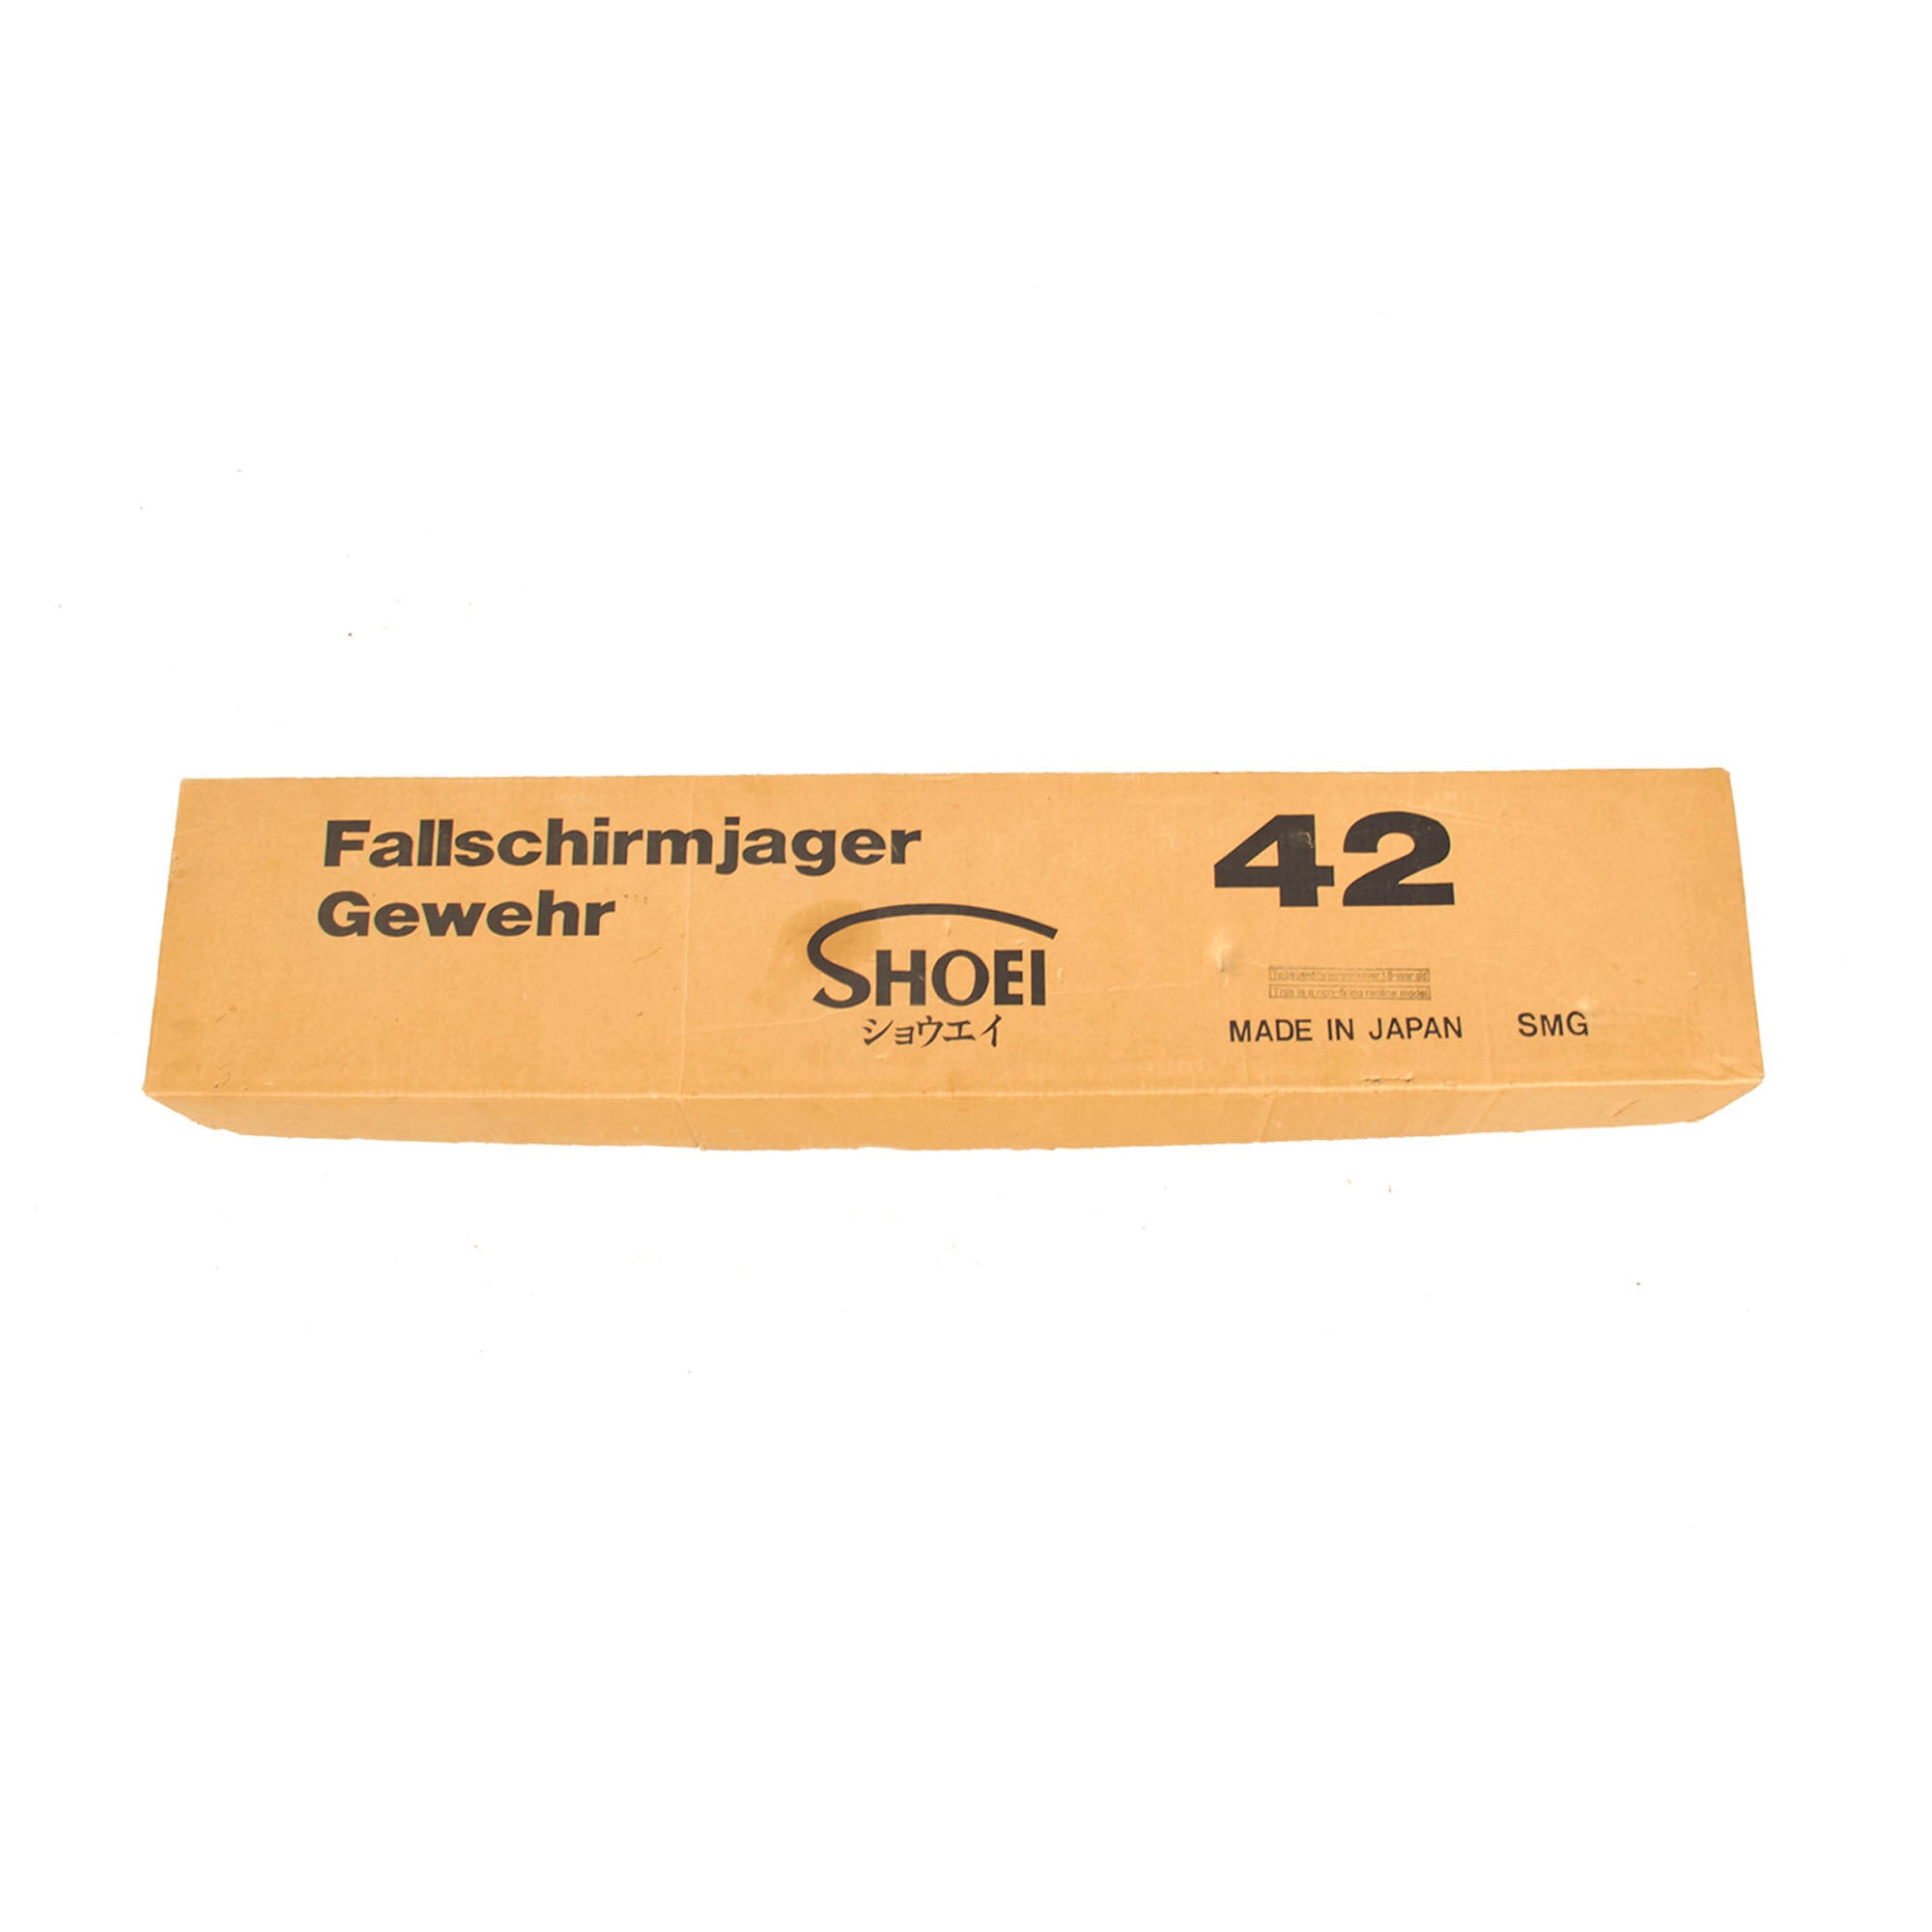 Fallschirmjager
Gewehr
42
SHOEI
ショウエイ
This is a non-firing replica model
MADE IN JAPAN SMG